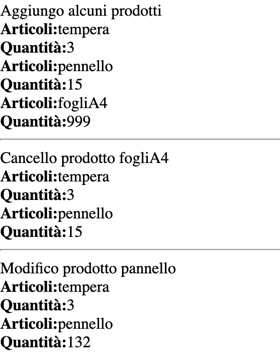 Aggiungo alcuni prodotti
Articoli:tempera
Quantità:3
Articoli:pennello
Quantità:15
Articoli:fogliA4
Quantità:999
Cancello prodotto fogliA4
Articoli:tempera
Quantità:3
Articoli:pennello
Quantità:15
Modifico prodotto pannello
Articoli:tempera
Quantità:3
Articoli:pennello
Quantità:132